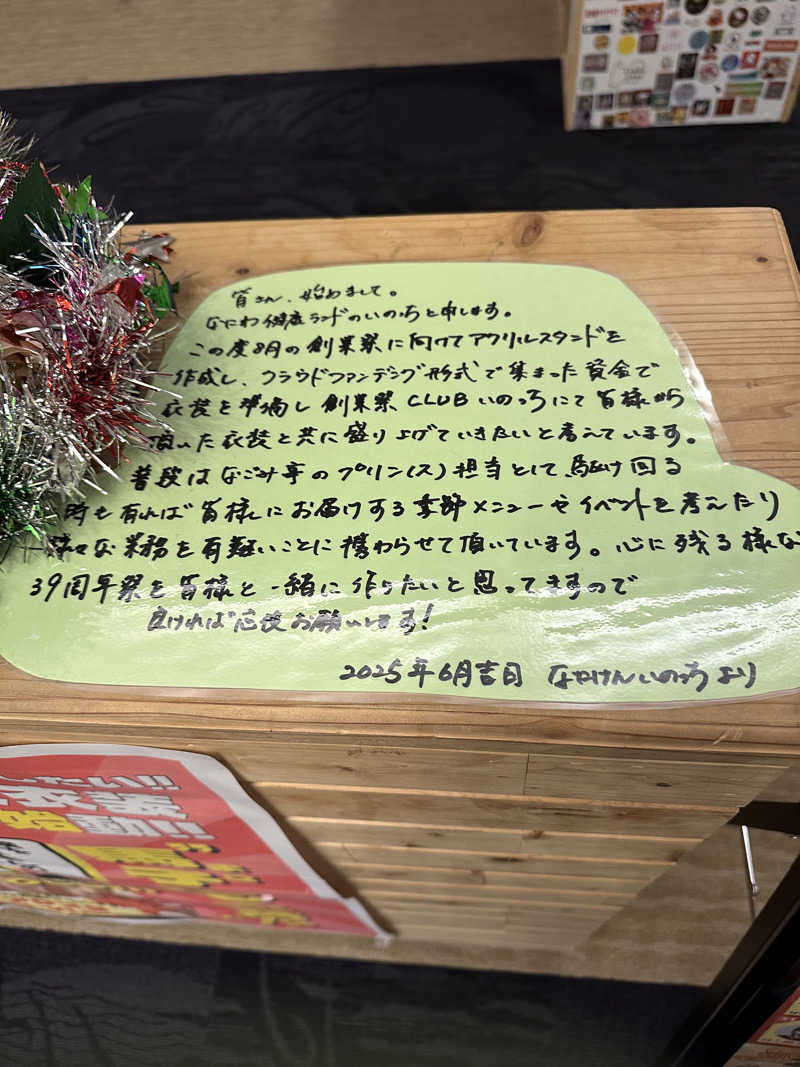 皆さん、始めまして。
なにわ健康ランドのいのっちと申します。
この度8月の創業祭に向けてアクリルスタンドを
作成し、クラウドファンディング形式で集まった資金で
衣装を準備し創業祭CLUBいのっちにて皆様から
頂いた衣装と共に盛り上げていきたいと考えています。
普段はなごみ亭のプリン(ス)担当として駆け回る
時も有れば皆様にお届けする季節メニューやイベントを考えたり
様々な業務を有難いことに携わらせて頂いています。心に残る様な
39周年祭を皆様と一緒に作りたいと思ってますので
良ければ応援お願いします!
2025年6月吉日 なにけんいのっちより
衣装
動!!